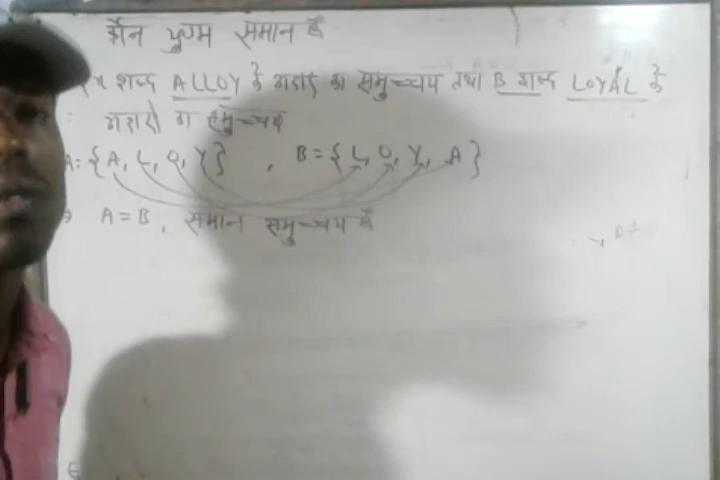 कौन युग्म समान है
x शब्द ALLOY के अक्षरों का समुच्चय तथा B शब्द LOYAL के
अक्षरों का समुच्चय
A = {A, L, O, Y} , B = {L, O, Y, A}
⇒ A = B, समान समुच्चय है